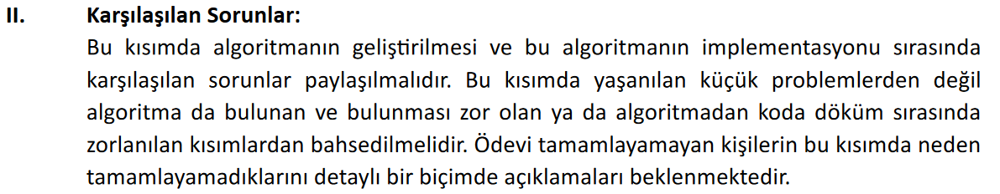 II. Karşılaşılan Sorunlar:
Bu kısımda algoritmanın geliştirilmesi ve bu algoritmanın implementasyonu sırasında
karşılaşılan sorunlar paylaşılmalıdır. Bu kısımda yaşanılan küçük problemlerden değil
algoritma da bulunan ve bulunması zor olan ya da algoritmadan koda döküm sırasında
zorlanılan kısımlardan bahsedilmelidir. Ödevi tamamlayamayan kişilerin bu kısımda neden
tamamlayamadıklarını detaylı bir biçimde açıklamaları beklenmektedir.